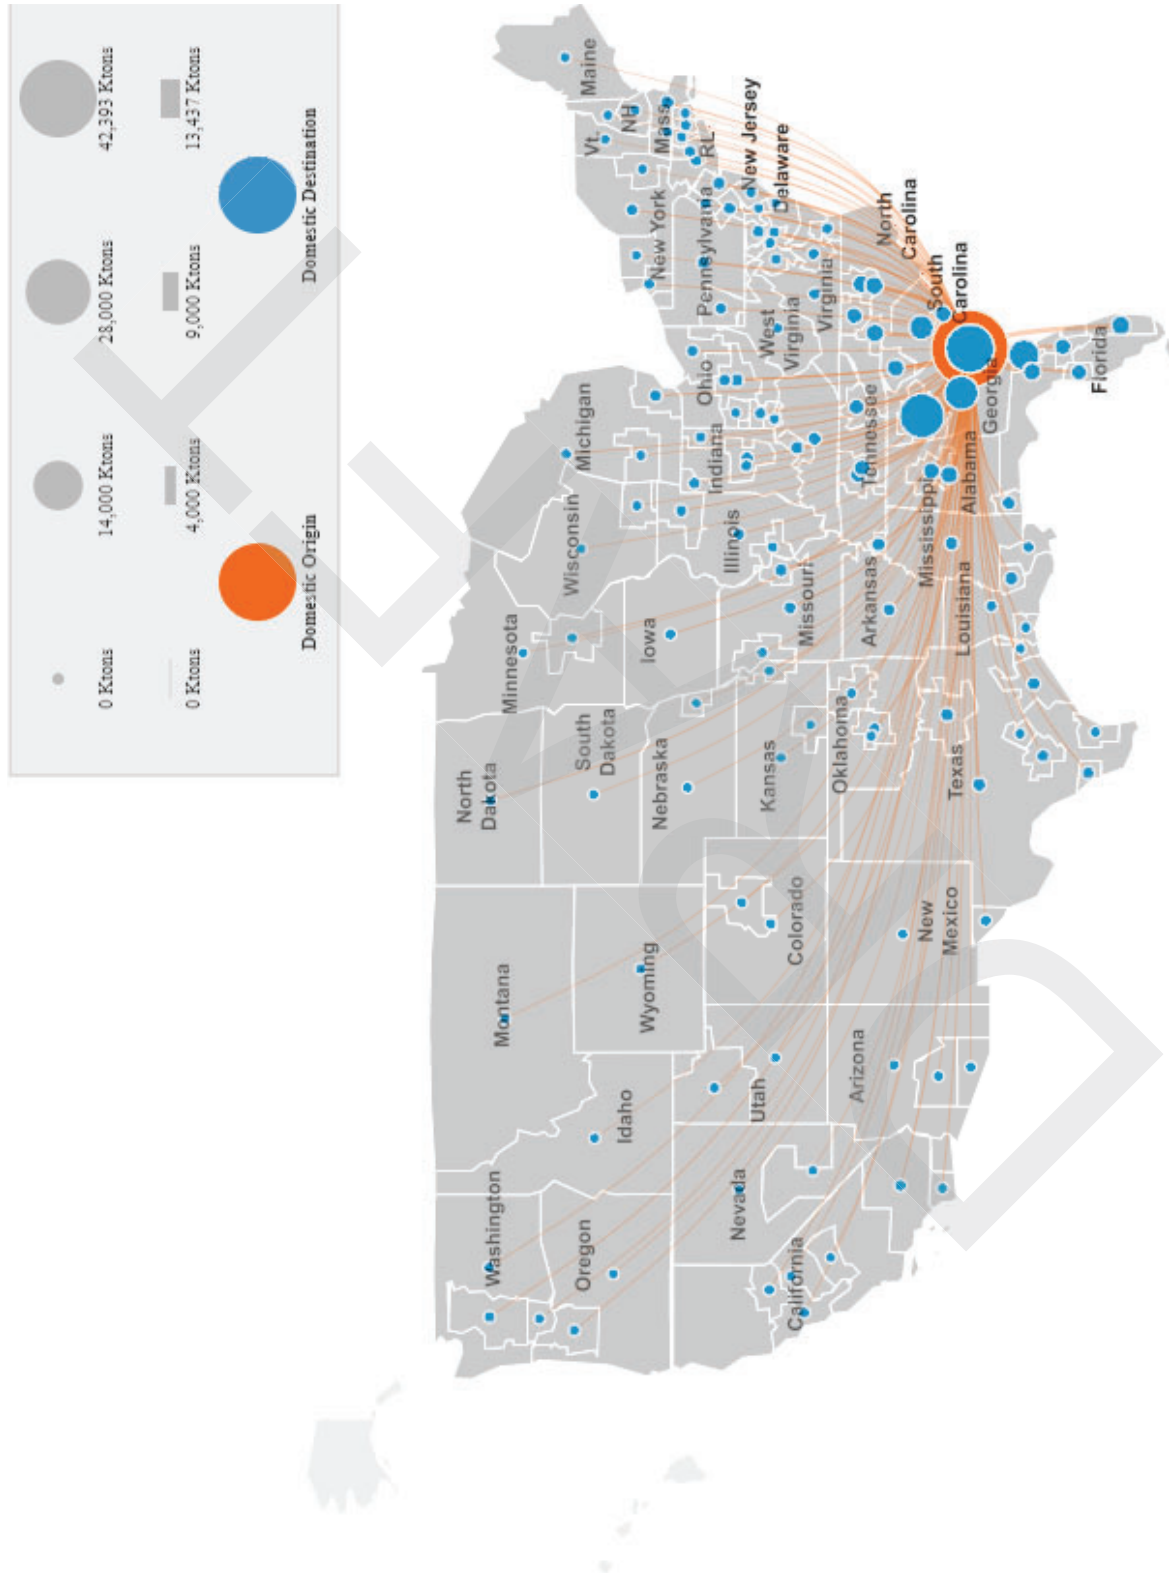 0 Ktons
14,000 Ktons
28,000 Ktons
42,393 Ktons
0 Ktons
4,000 Ktons
9,000 Ktons
13,437 Ktons
Domestic Origin
Domestic Destination
Washington
Montana
North
Dakota
Minnesota
Wisconsin
Michigan
Vt.
NH
Maine
Oregon
Idaho
Wyoming
South
Dakota
Iowa
New York
Mass
R.I.
Nebraska
Illinois
Indiana
Ohio
Pennsylvania
New Jersey
Delaware
Nevada
Utah
Colorado
Kansas
Missouri
West
Virginia
Virginia
California
Arizona
New
Mexico
Oklahoma
Arkansas
Tennessee
North
Carolina
South
Carolina
Texas
Louisiana
Mississippi
Alabama
Georgia
Florida
DRAFT